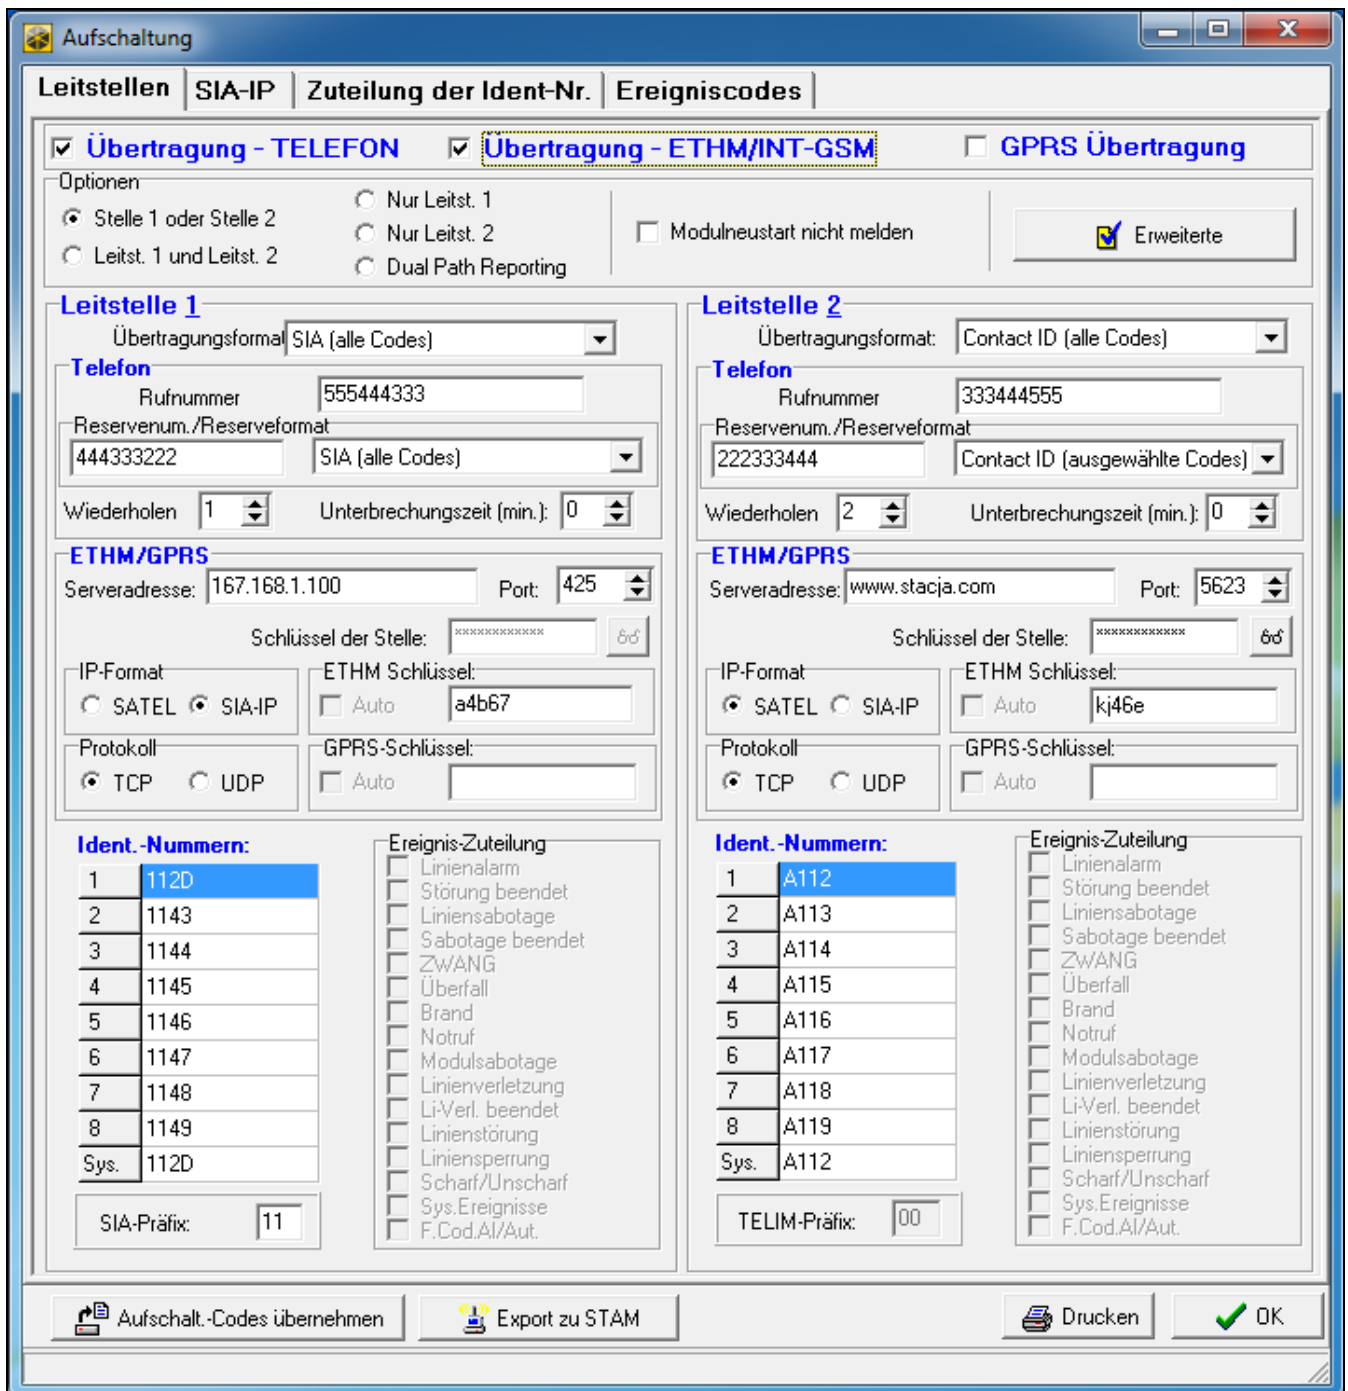 Aufschaltung
Leitstellen SIA-IP Zuteilung der Ident-Nr. Ereigniscodes
Übertragung - TELEFON Übertragung - ETHM/INT-GSM GPRS Übertragung
Optionen
Stelle 1 oder Stelle 2
Leitst. 1 und Leitst. 2
Nur Leitst. 1
Nur Leitst. 2
Dual Path Reporting
Modulneustart nicht melden
Erweiterte
Leitstelle 1
Übertragungsformat SIA (alle Codes)
Telefon
Rufnummer 555444333
Reservenum./Reserveformat
444333222 SIA (alle Codes)
Wiederholen 1 Unterbrechungszeit (min.): 0
ETHM/GPRS
Serveradresse: 167.168.1.100 Port: 425
Schlüssel der Stelle: ************
IP-Format
SATEL SIA-IP
ETHM Schlüssel:
Auto a4b67
Protokoll
TCP UDP
GPRS-Schlüssel:
Auto
Ident.-Nummern:
1 112D
2 1143
3 1144
4 1145
5 1146
6 1147
7 1148
8 1149
Sys. 112D
SIA-Präfix: 11
Ereignis-Zuteilung
Linienalarm
Störung beendet
Liniensabotage
Sabotage beendet
ZWANG
Überfall
Brand
Notruf
Modulsabotage
Linienverletzung
Li-Verl. beendet
Linienstörung
Liniensperrung
Scharf/Unscharf
Sys.Ereignisse
F.Cod.Al/Aut.
Leitstelle 2
Übertragungsformat: Contact ID (alle Codes)
Telefon
Rufnummer 333444555
Reservenum./Reserveformat
222333444 Contact ID (ausgewählte Codes)
Wiederholen 2 Unterbrechungszeit (min.): 0
ETHM/GPRS
Serveradresse: www.stacja.com Port: 5623
Schlüssel der Stelle: ************
IP-Format
SATEL SIA-IP
ETHM Schlüssel:
Auto kj46e
Protokoll
TCP UDP
GPRS-Schlüssel:
Auto
Ident.-Nummern:
1 A112
2 A113
3 A114
4 A115
5 A116
6 A117
7 A118
8 A119
Sys. A112
TELIM-Präfix: 00
Ereignis-Zuteilung
Linienalarm
Störung beendet
Liniensabotage
Sabotage beendet
ZWANG
Überfall
Brand
Notruf
Modulsabotage
Linienverletzung
Li-Verl. beendet
Linienstörung
Liniensperrung
Scharf/Unscharf
Sys.Ereignisse
F.Cod.Al/Aut.
Aufschalt.-Codes übernehmen Export zu STAM Drucken OK